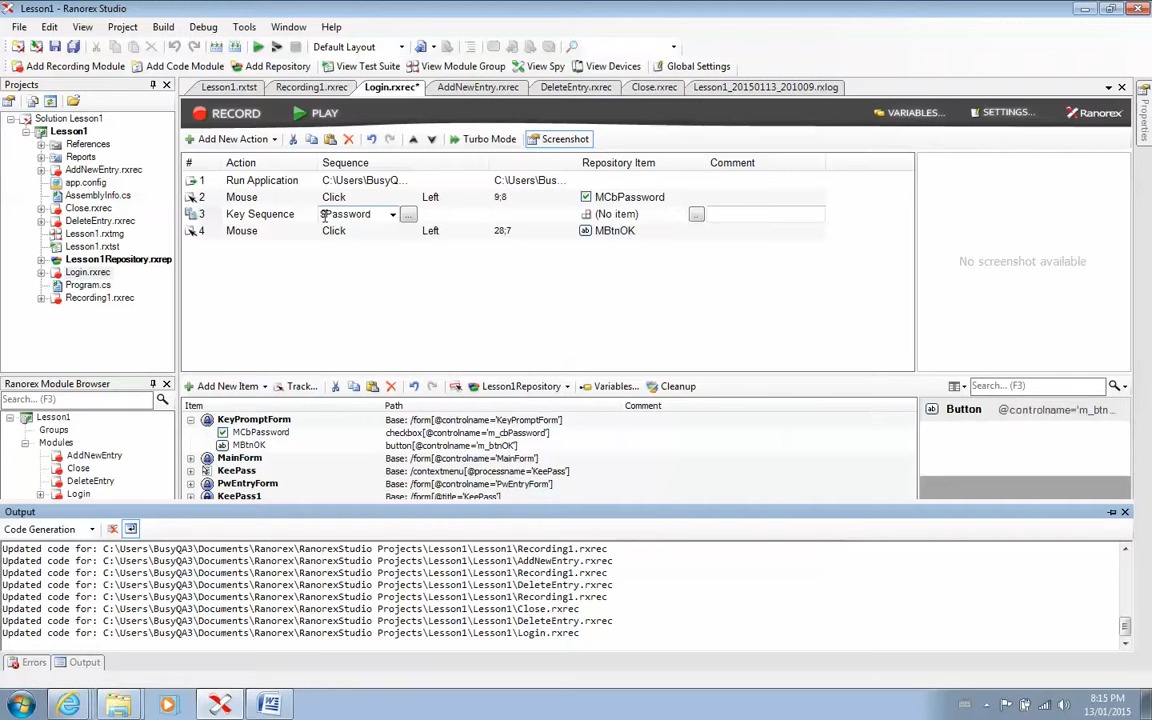 Lesson1 - Ranorex Studio
File Edit View Project Build Debug Tools Window Help
Default Layout
Add Recording Module Add Code Module Add Repository View Test Suite View Module Group View Spy View Devices Global Settings
Projects
Lesson1.rxtst Recording1.rxrec Login.rxrec* AddNewEntry.rxrec DeleteEntry.rxrec Close.rxrec Lesson1_20150113_201009.rxlog
Solution Lesson1
Lesson1
References
Reports
AddNewEntry.rxrec
app.config
AssemblyInfo.cs
Close.rxrec
DeleteEntry.rxrec
Lesson1.rxtmg
Lesson1.rxtst
Lesson1Repository.rxrep
Login.rxrec
Program.cs
Recording1.rxrec
RECORD PLAY VARIABLES... SETTINGS... Ranorex
Add New Action Turbo Mode Screenshot
# Action Sequence Repository Item Comment
1 Run Application C:\Users\BusyQ... C:\Users\Bus...
2 Mouse Click Left 9;8 MCbPassword
3 Key Sequence $Password ... (No item) ...
4 Mouse Click Left 28;7 MBtnOK
No screenshot available
Properties
Ranorex Module Browser
Search... (F3)
Lesson1
Groups
Modules
AddNewEntry
Close
DeleteEntry
Login
Add New Item Track... Lesson1Repository Variables... Cleanup Search... (F3)
Item Path Comment
KeyPromptForm Base: /form[@controlname='KeyPromptForm']
MCbPassword checkbox[@controlname='m_cbPassword']
MBtnOK button[@controlname='m_btnOK']
MainForm Base: /form[@controlname='MainForm']
KeePass Base: /contextmenu[@processname='KeePass']
PwEntryForm Base: /form[@controlname='PwEntryForm']
KeePass1 Base: /form[@title='KeePass']
Button @controlname='m_btn...
Output
Code Generation
Updated code for: C:\Users\BusyQA3\Documents\Ranorex\RanorexStudio Projects\Lesson1\Lesson1\Recording1.rxrec
Updated code for: C:\Users\BusyQA3\Documents\Ranorex\RanorexStudio Projects\Lesson1\Lesson1\AddNewEntry.rxrec
Updated code for: C:\Users\BusyQA3\Documents\Ranorex\RanorexStudio Projects\Lesson1\Lesson1\Recording1.rxrec
Updated code for: C:\Users\BusyQA3\Documents\Ranorex\RanorexStudio Projects\Lesson1\Lesson1\DeleteEntry.rxrec
Updated code for: C:\Users\BusyQA3\Documents\Ranorex\RanorexStudio Projects\Lesson1\Lesson1\Recording1.rxrec
Updated code for: C:\Users\BusyQA3\Documents\Ranorex\RanorexStudio Projects\Lesson1\Lesson1\Close.rxrec
Updated code for: C:\Users\BusyQA3\Documents\Ranorex\RanorexStudio Projects\Lesson1\Lesson1\DeleteEntry.rxrec
Updated code for: C:\Users\BusyQA3\Documents\Ranorex\RanorexStudio Projects\Lesson1\Lesson1\Login.rxrec
Errors Output
8:15 PM
13/01/2015